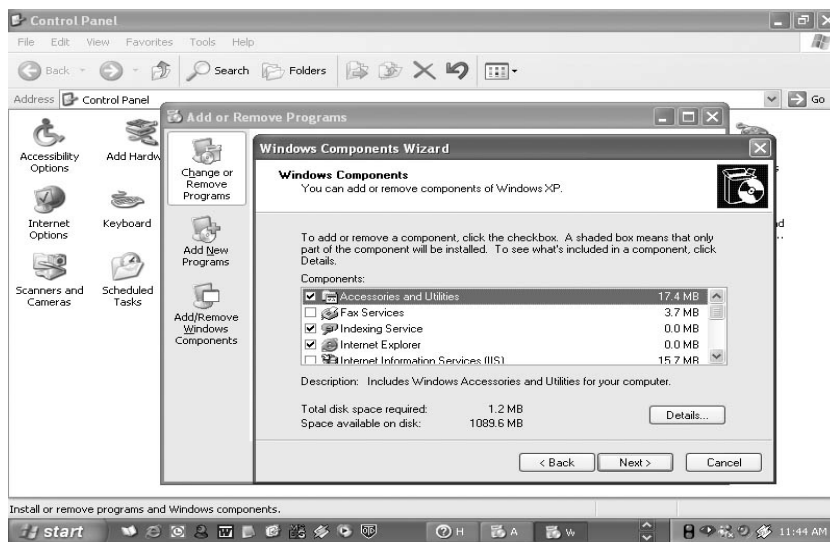 Control Panel
File Edit View Favorites Tools Help
Back Search Folders
Address Control Panel Go
Accessibility Options
Add Hardw
Internet Options
Keyboard
Scanners and Cameras
Scheduled Tasks
Add or Remove Programs
Change or Remove Programs
Add New Programs
Add/Remove Windows Components
Windows Components Wizard
Windows Components
You can add or remove components of Windows XP.
To add or remove a component, click the checkbox. A shaded box means that only
part of the component will be installed. To see what's included in a component, click
Details.
Components:
Accessories and Utilities 17.4 MB
Fax Services 3.7 MB
Indexing Service 0.0 MB
Internet Explorer 0.0 MB
Internet Information Services (IIS) 15.7 MB
Description: Includes Windows Accessories and Utilities for your computer.
Total disk space required: 1.2 MB
Space available on disk: 1089.6 MB
Details...
< Back Next > Cancel
Install or remove programs and Windows components.
start H A 11:44 AM